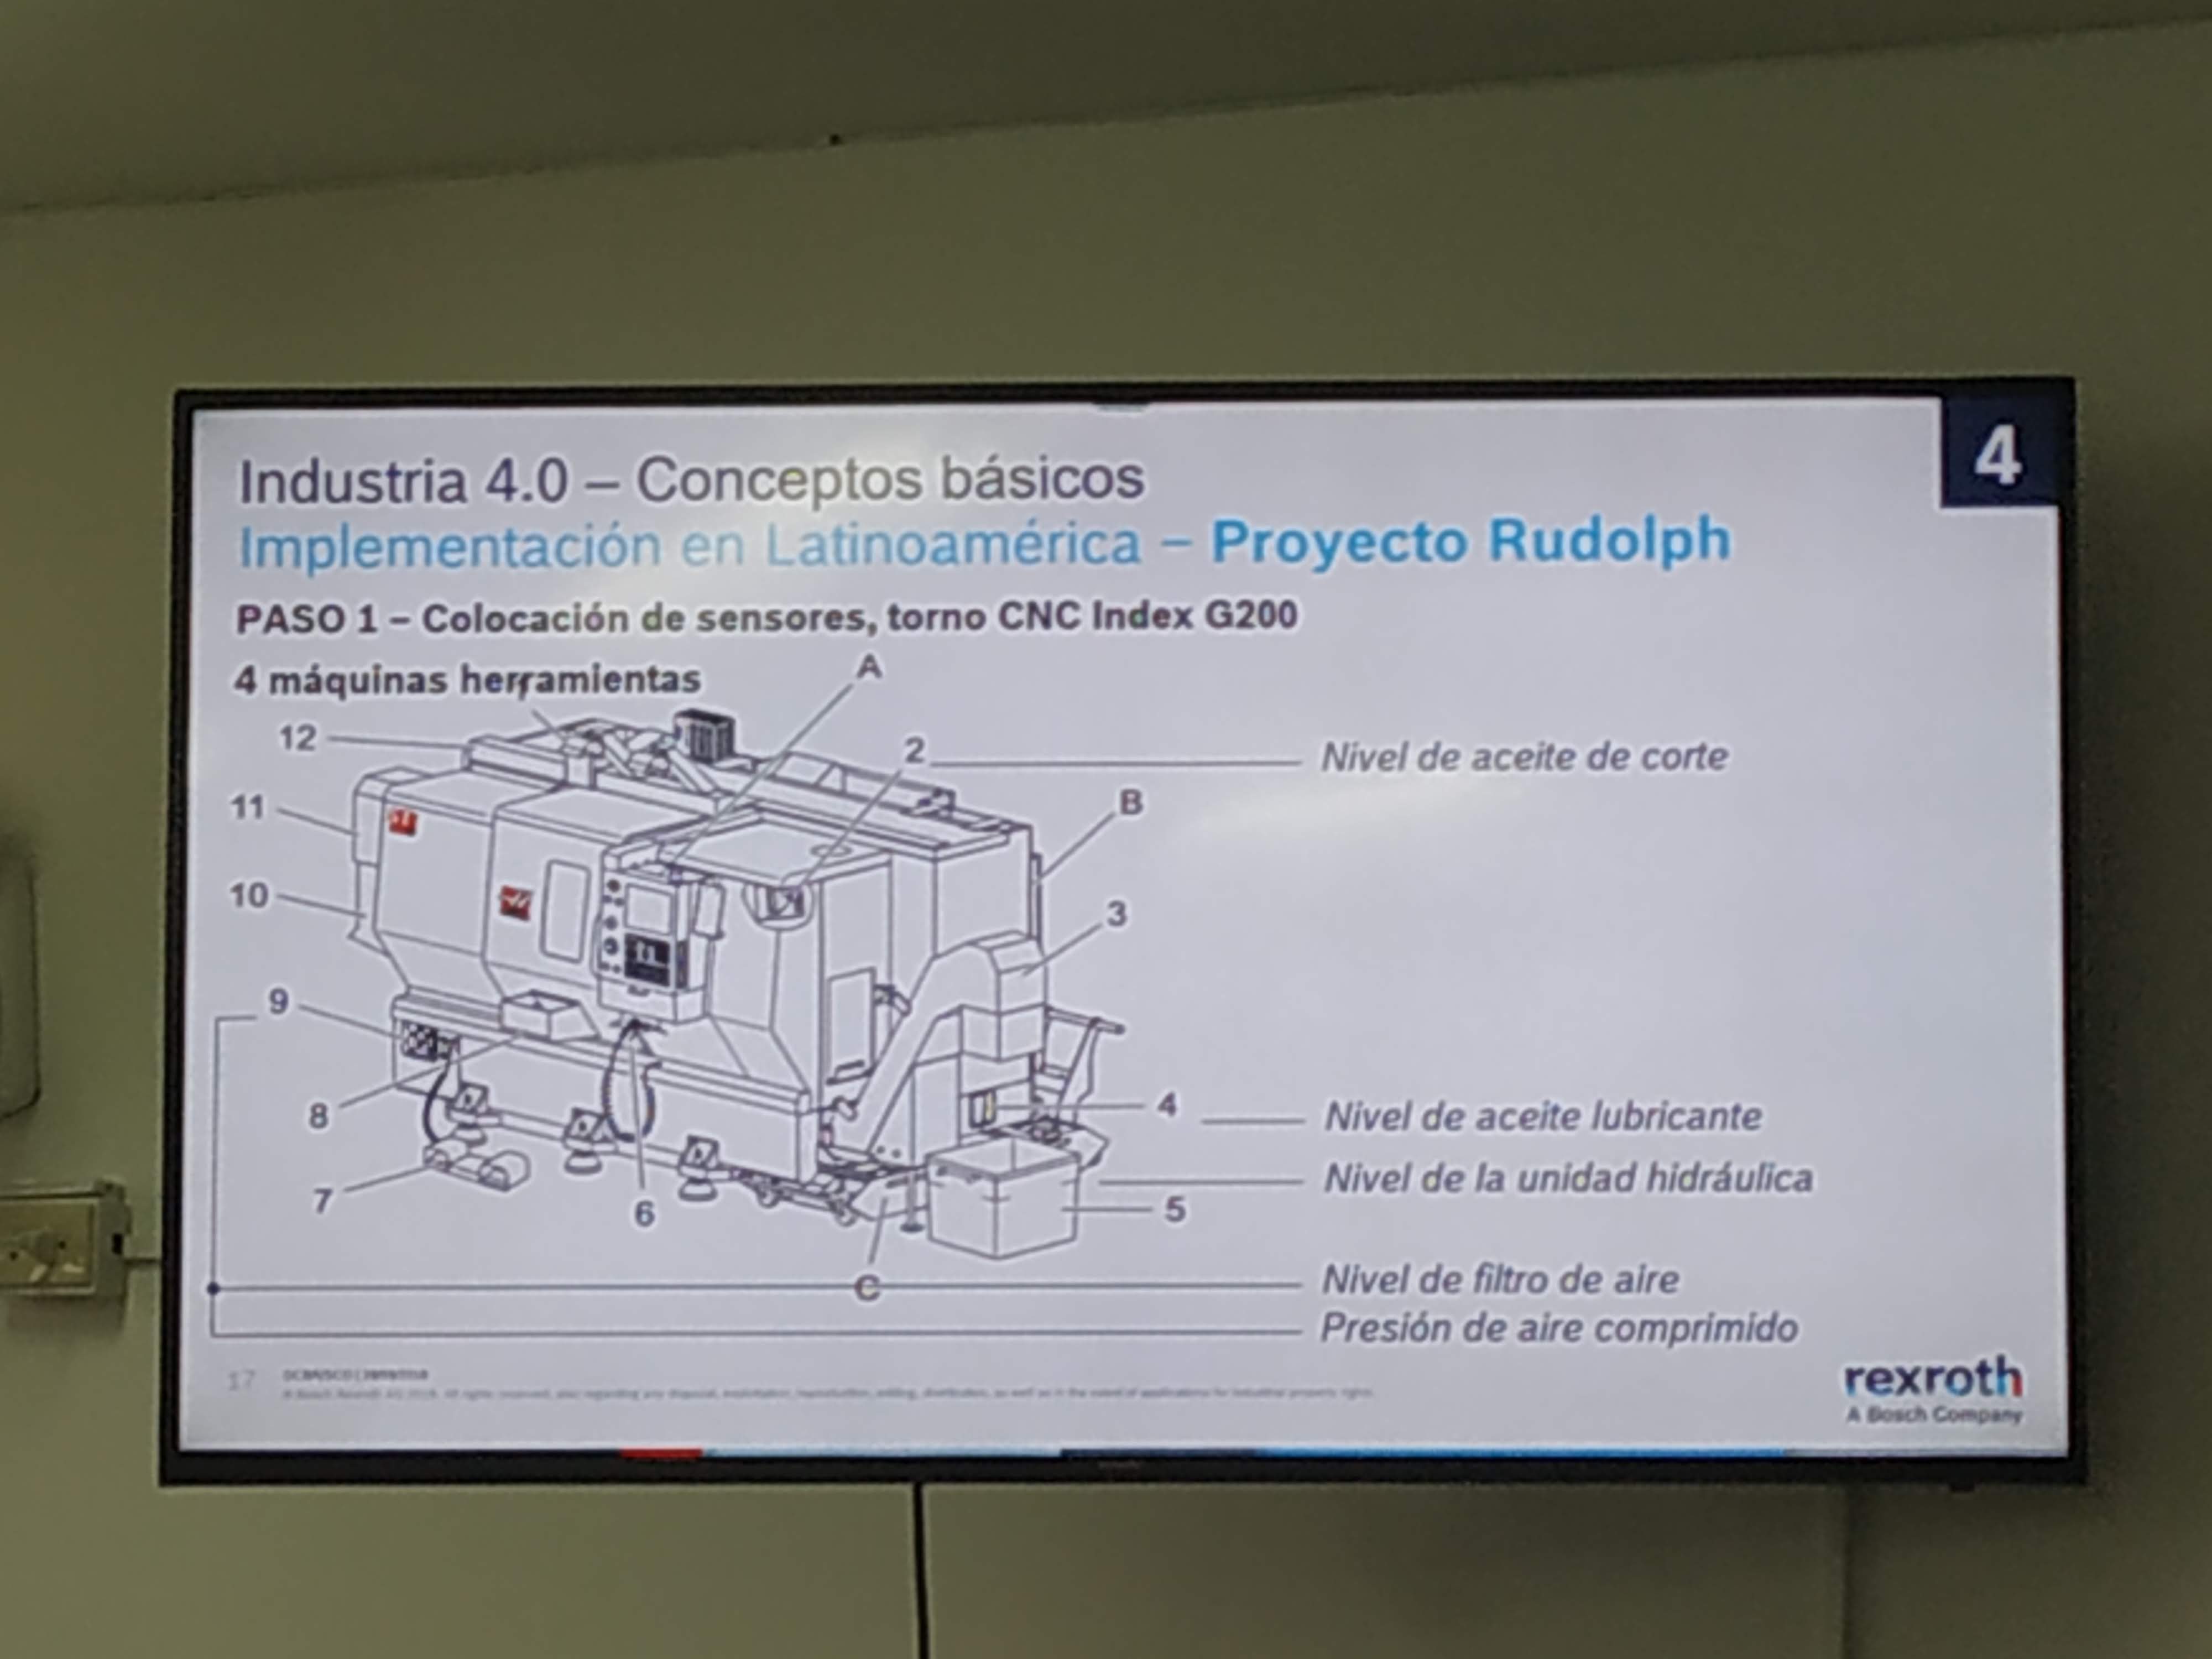 4
Industria 4.0 – Conceptos básicos
Implementación en Latinoamérica – Proyecto Rudolph
PASO 1 – Colocación de sensores, torno CNC Index G200
4 máquinas herramientas
A
12
2
Nivel de aceite de corte
11
B
10
3
9
8
4
Nivel de aceite lubricante
Nivel de la unidad hidráulica
7
6
5
C
Nivel de filtro de aire
Presión de aire comprimido
17
rexroth
A Bosch Company